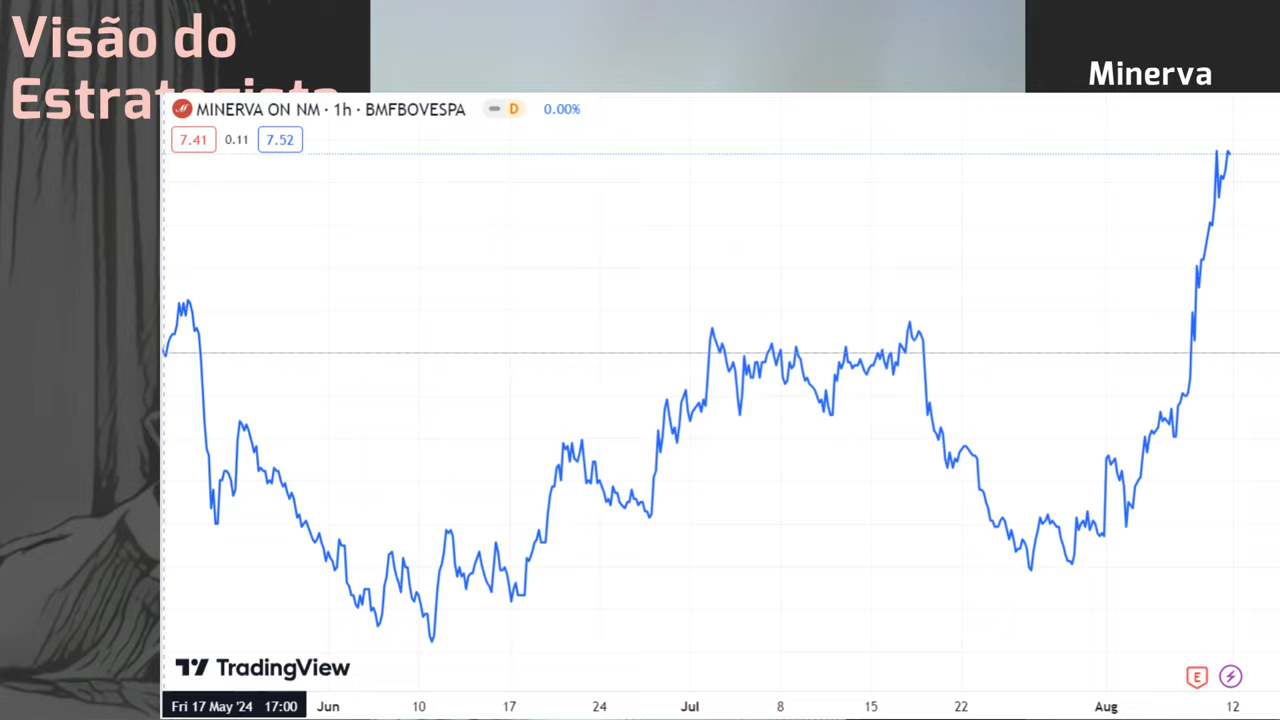 Visão do
Estrategista
Minerva
MINERVA ON NM · 1h · BMFBOVESPA D 0.00%
7.41 0.11 7.52
TradingView
E
Fri 17 May '24 17:00 Jun 10 17 24 Jul 8 15 22 Aug 12